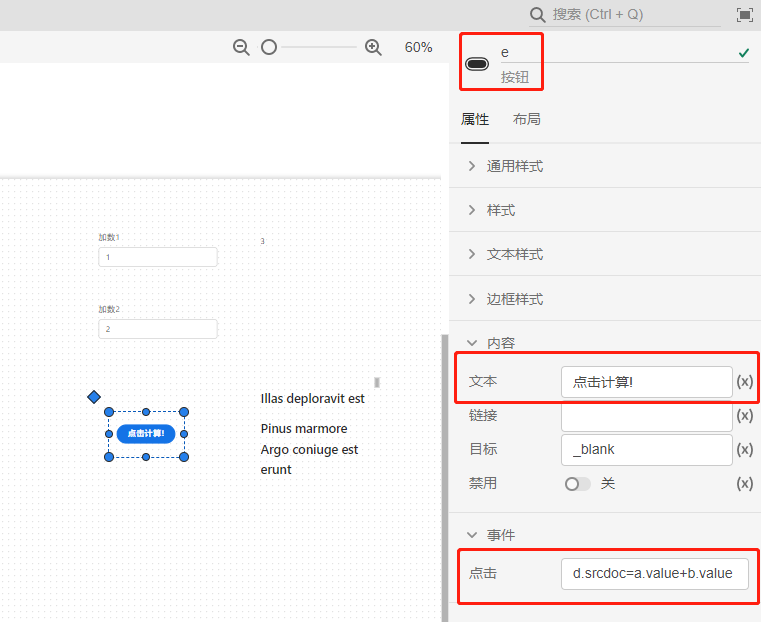 搜索 (Ctrl + Q)
60%
e
按钮
属性 布局
通用样式
样式
文本样式
边框样式
内容
文本 点击计算! (x)
链接 (x)
目标 _blank (x)
禁用 关 (x)
事件
点击 d.srcdoc=a.value+b.value
加数1
1
3
加数2
2
点击计算!
Illas deploravit est
Pinus marmore
Argo coniuge est
erunt